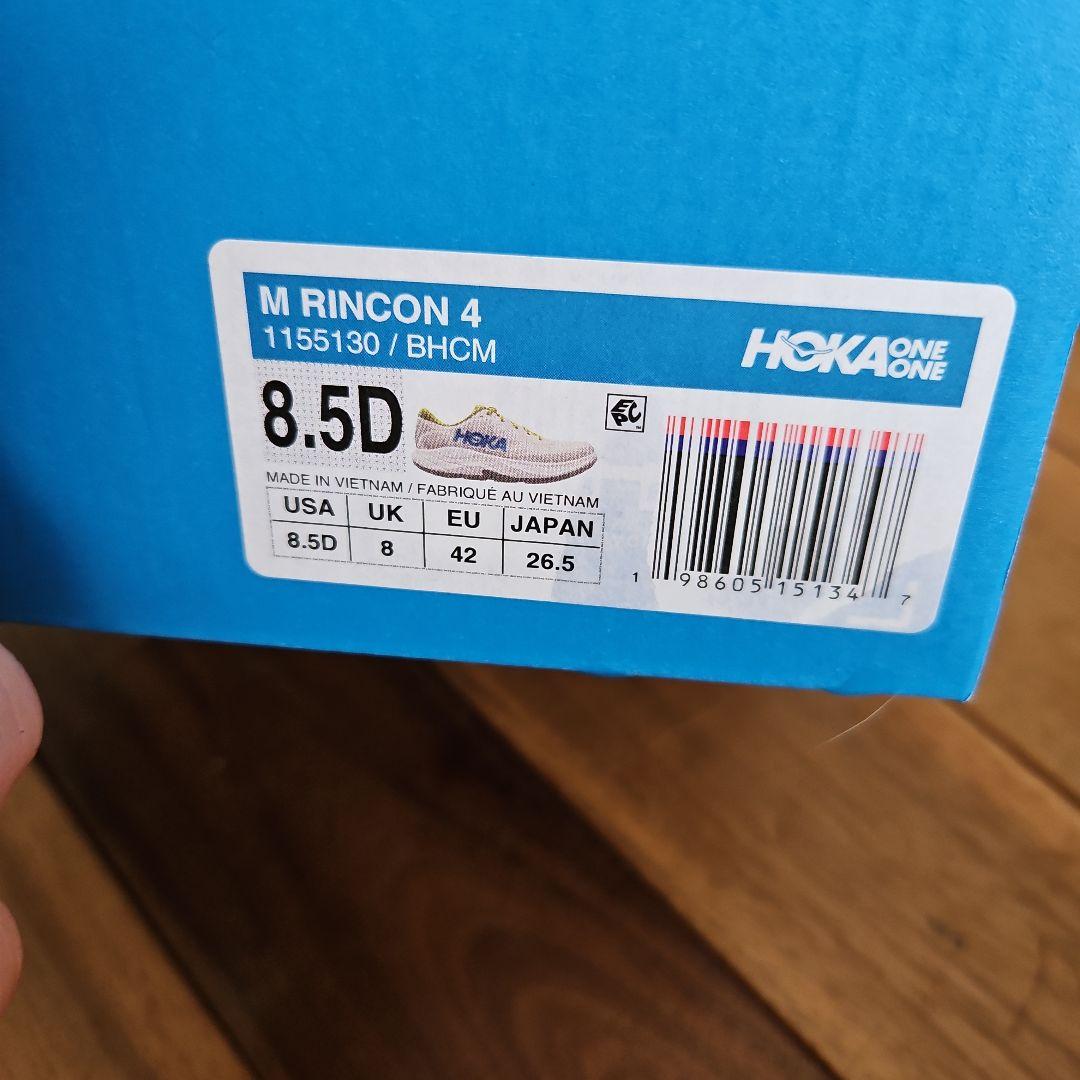 M RINCON 4
1155130 / BHCM
HOKA ONE ONE
8.5D
HOKA
EPC
MADE IN VIETNAM / FABRIQUÉ AU VIETNAM
USA UK EU JAPAN
8.5D 8 42 26.5
1 98605 15134 7